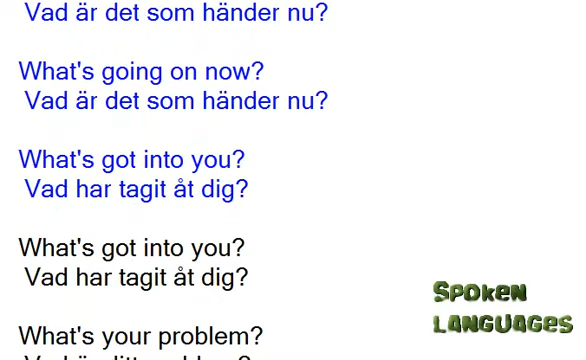 Vad är det som händer nu?
What's going on now?
Vad är det som händer nu?
What's got into you?
Vad har tagit åt dig?
What's got into you?
Vad har tagit åt dig?
What's your problem?
SPOKEN
LANGUAGES